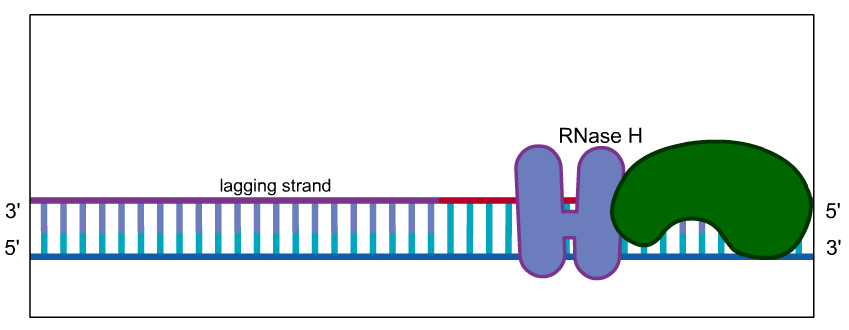 RNase H
lagging strand
3' 5'
5' 3'